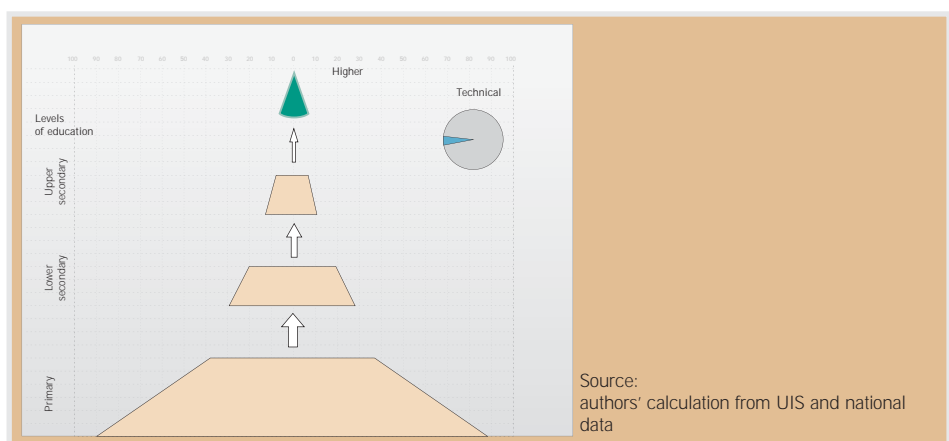 100 90 80 70 60 50 40 30 20 10 0 10 20 30 40 50 60 70 80 90 100
Higher
Technical
Levels
of education
Upper
secondary
Lower
secondary
Primary
Source:
authors' calculation from UIS and national
data